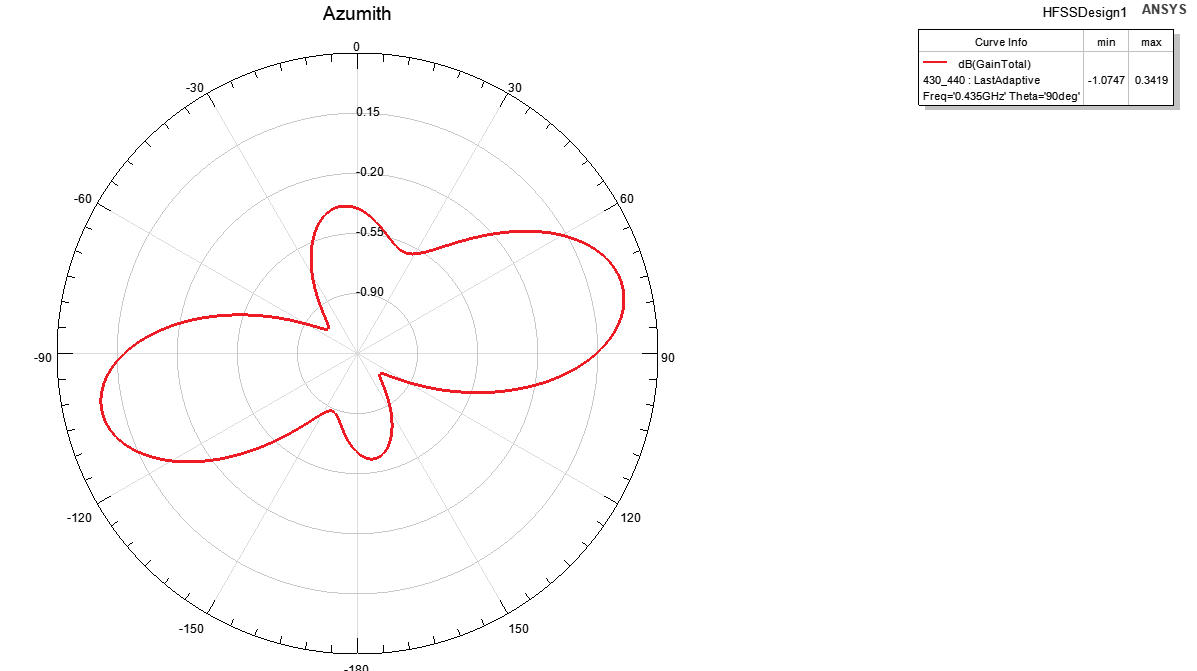 Azumith
HFSSDesign1 ANSYS
Curve Info min max
dB(GainTotal)
430_440 : LastAdaptive -1.0747 0.3419
Freq='0.435GHz' Theta='90deg'
0
-30 30
0.15
-0.20
-60 60
-0.55
-0.90
-90 90
-120 120
-150 150
-180